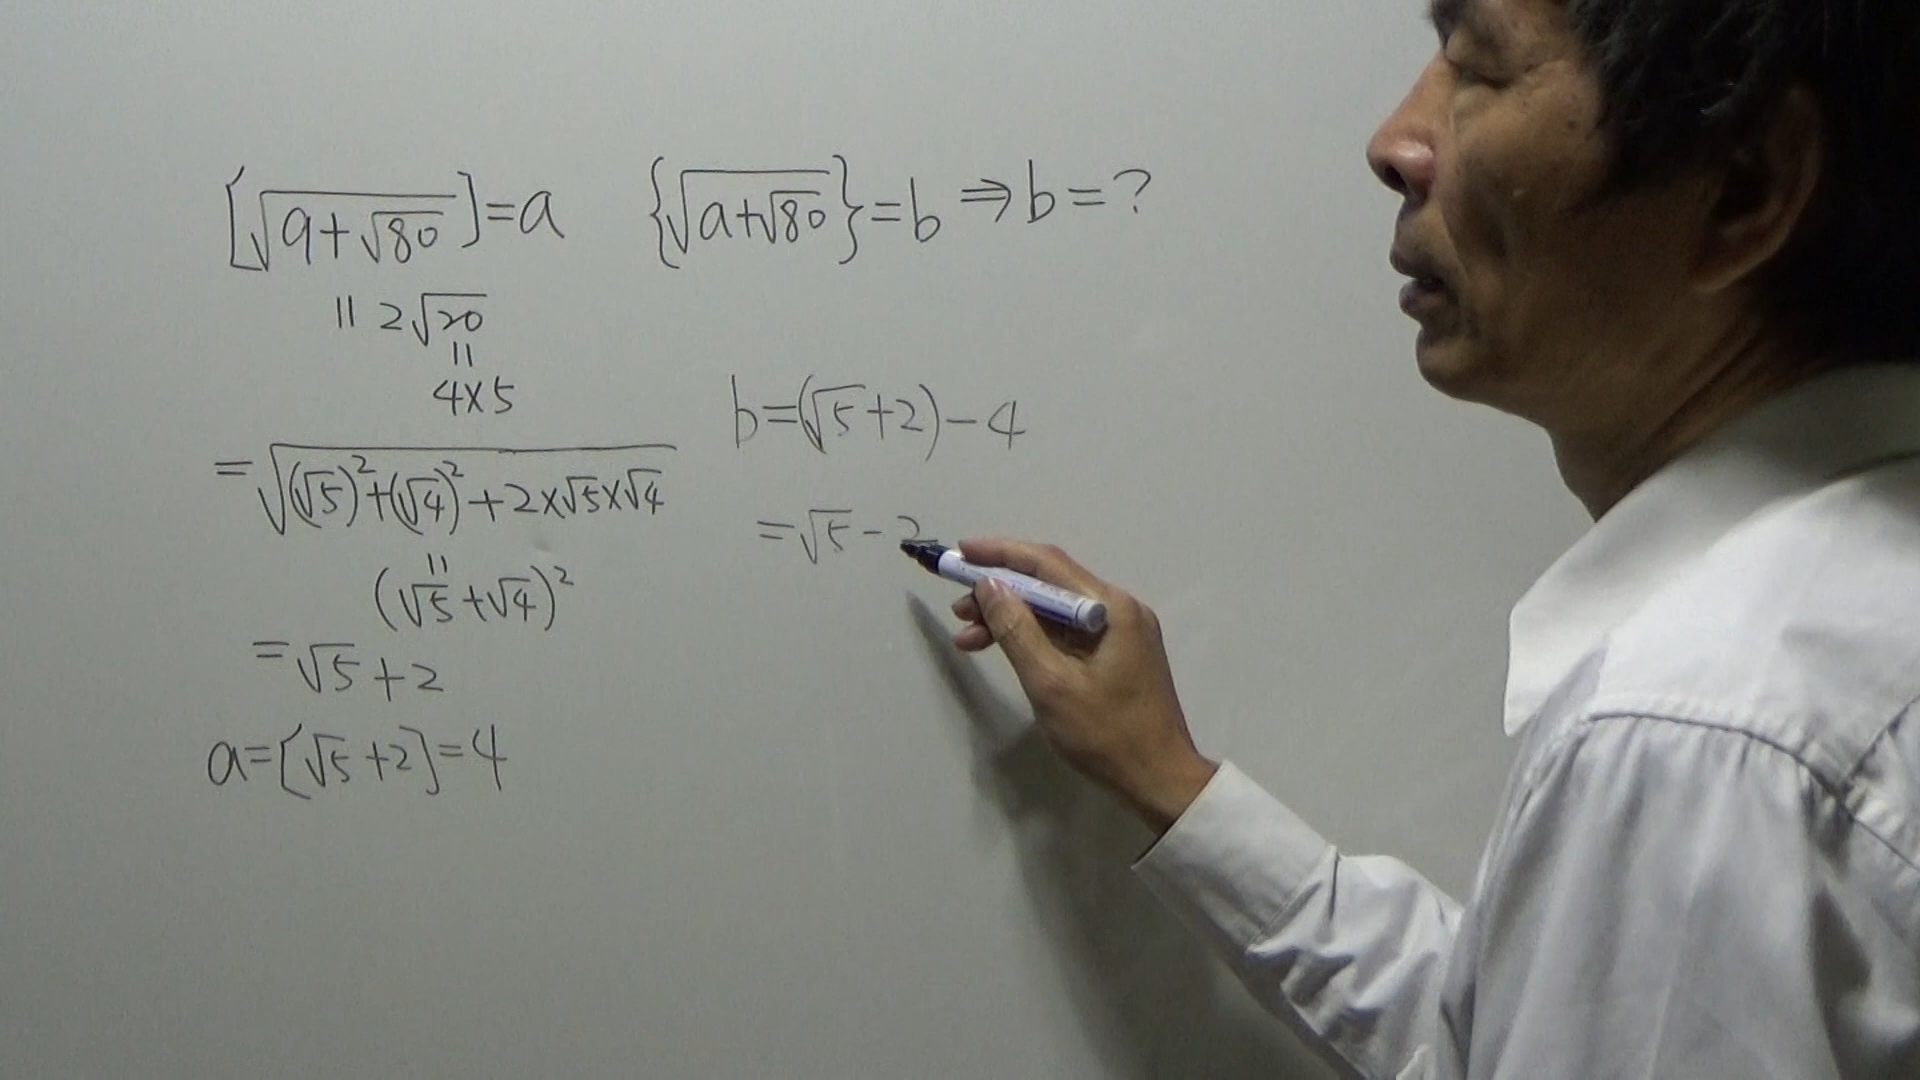 [√(9+√80)]=a  {√(a+√80)}=b ⇒ b=?
|| 2√20
||
4×5
=√((√5)²+(√4)²+2×√5×√4)
||
(√5+√4)²
=√5+2
a=[√5+2]=4
b=(√5+2)-4
=√5-2